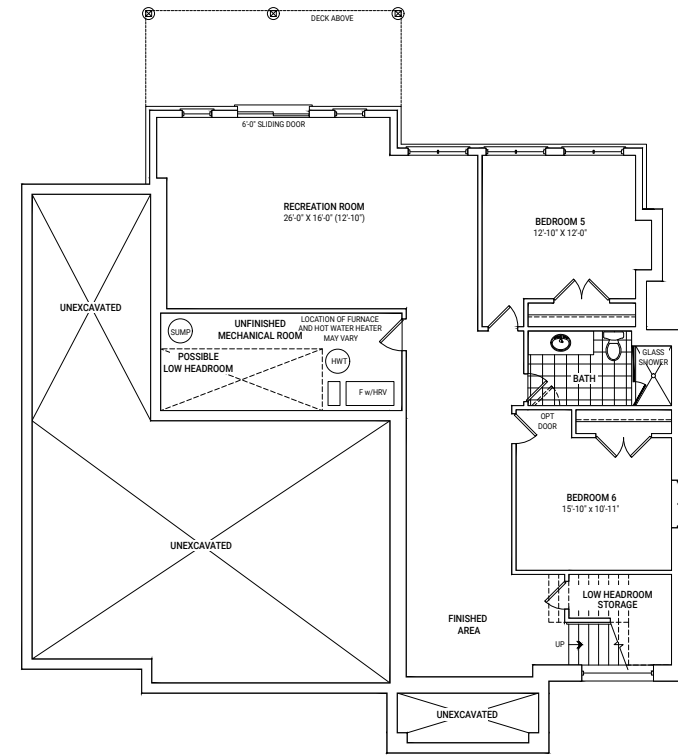 DECK ABOVE
6'-0" SLIDING DOOR
RECREATION ROOM
26'-0" X 16'-0" (12'-10")
BEDROOM 5
12'-10" X 12'-0"
UNEXCAVATED
SUMP
UNFINISHED
MECHANICAL ROOM
LOCATION OF FURNACE
AND HOT WATER HEATER
MAY VARY
POSSIBLE
LOW HEADROOM
HWT
F w/HRV
GLASS
SHOWER
BATH
OPT
DOOR
BEDROOM 6
15'-10" x 10'-11"
UNEXCAVATED
LOW HEADROOM
STORAGE
FINISHED
AREA
UP
UNEXCAVATED